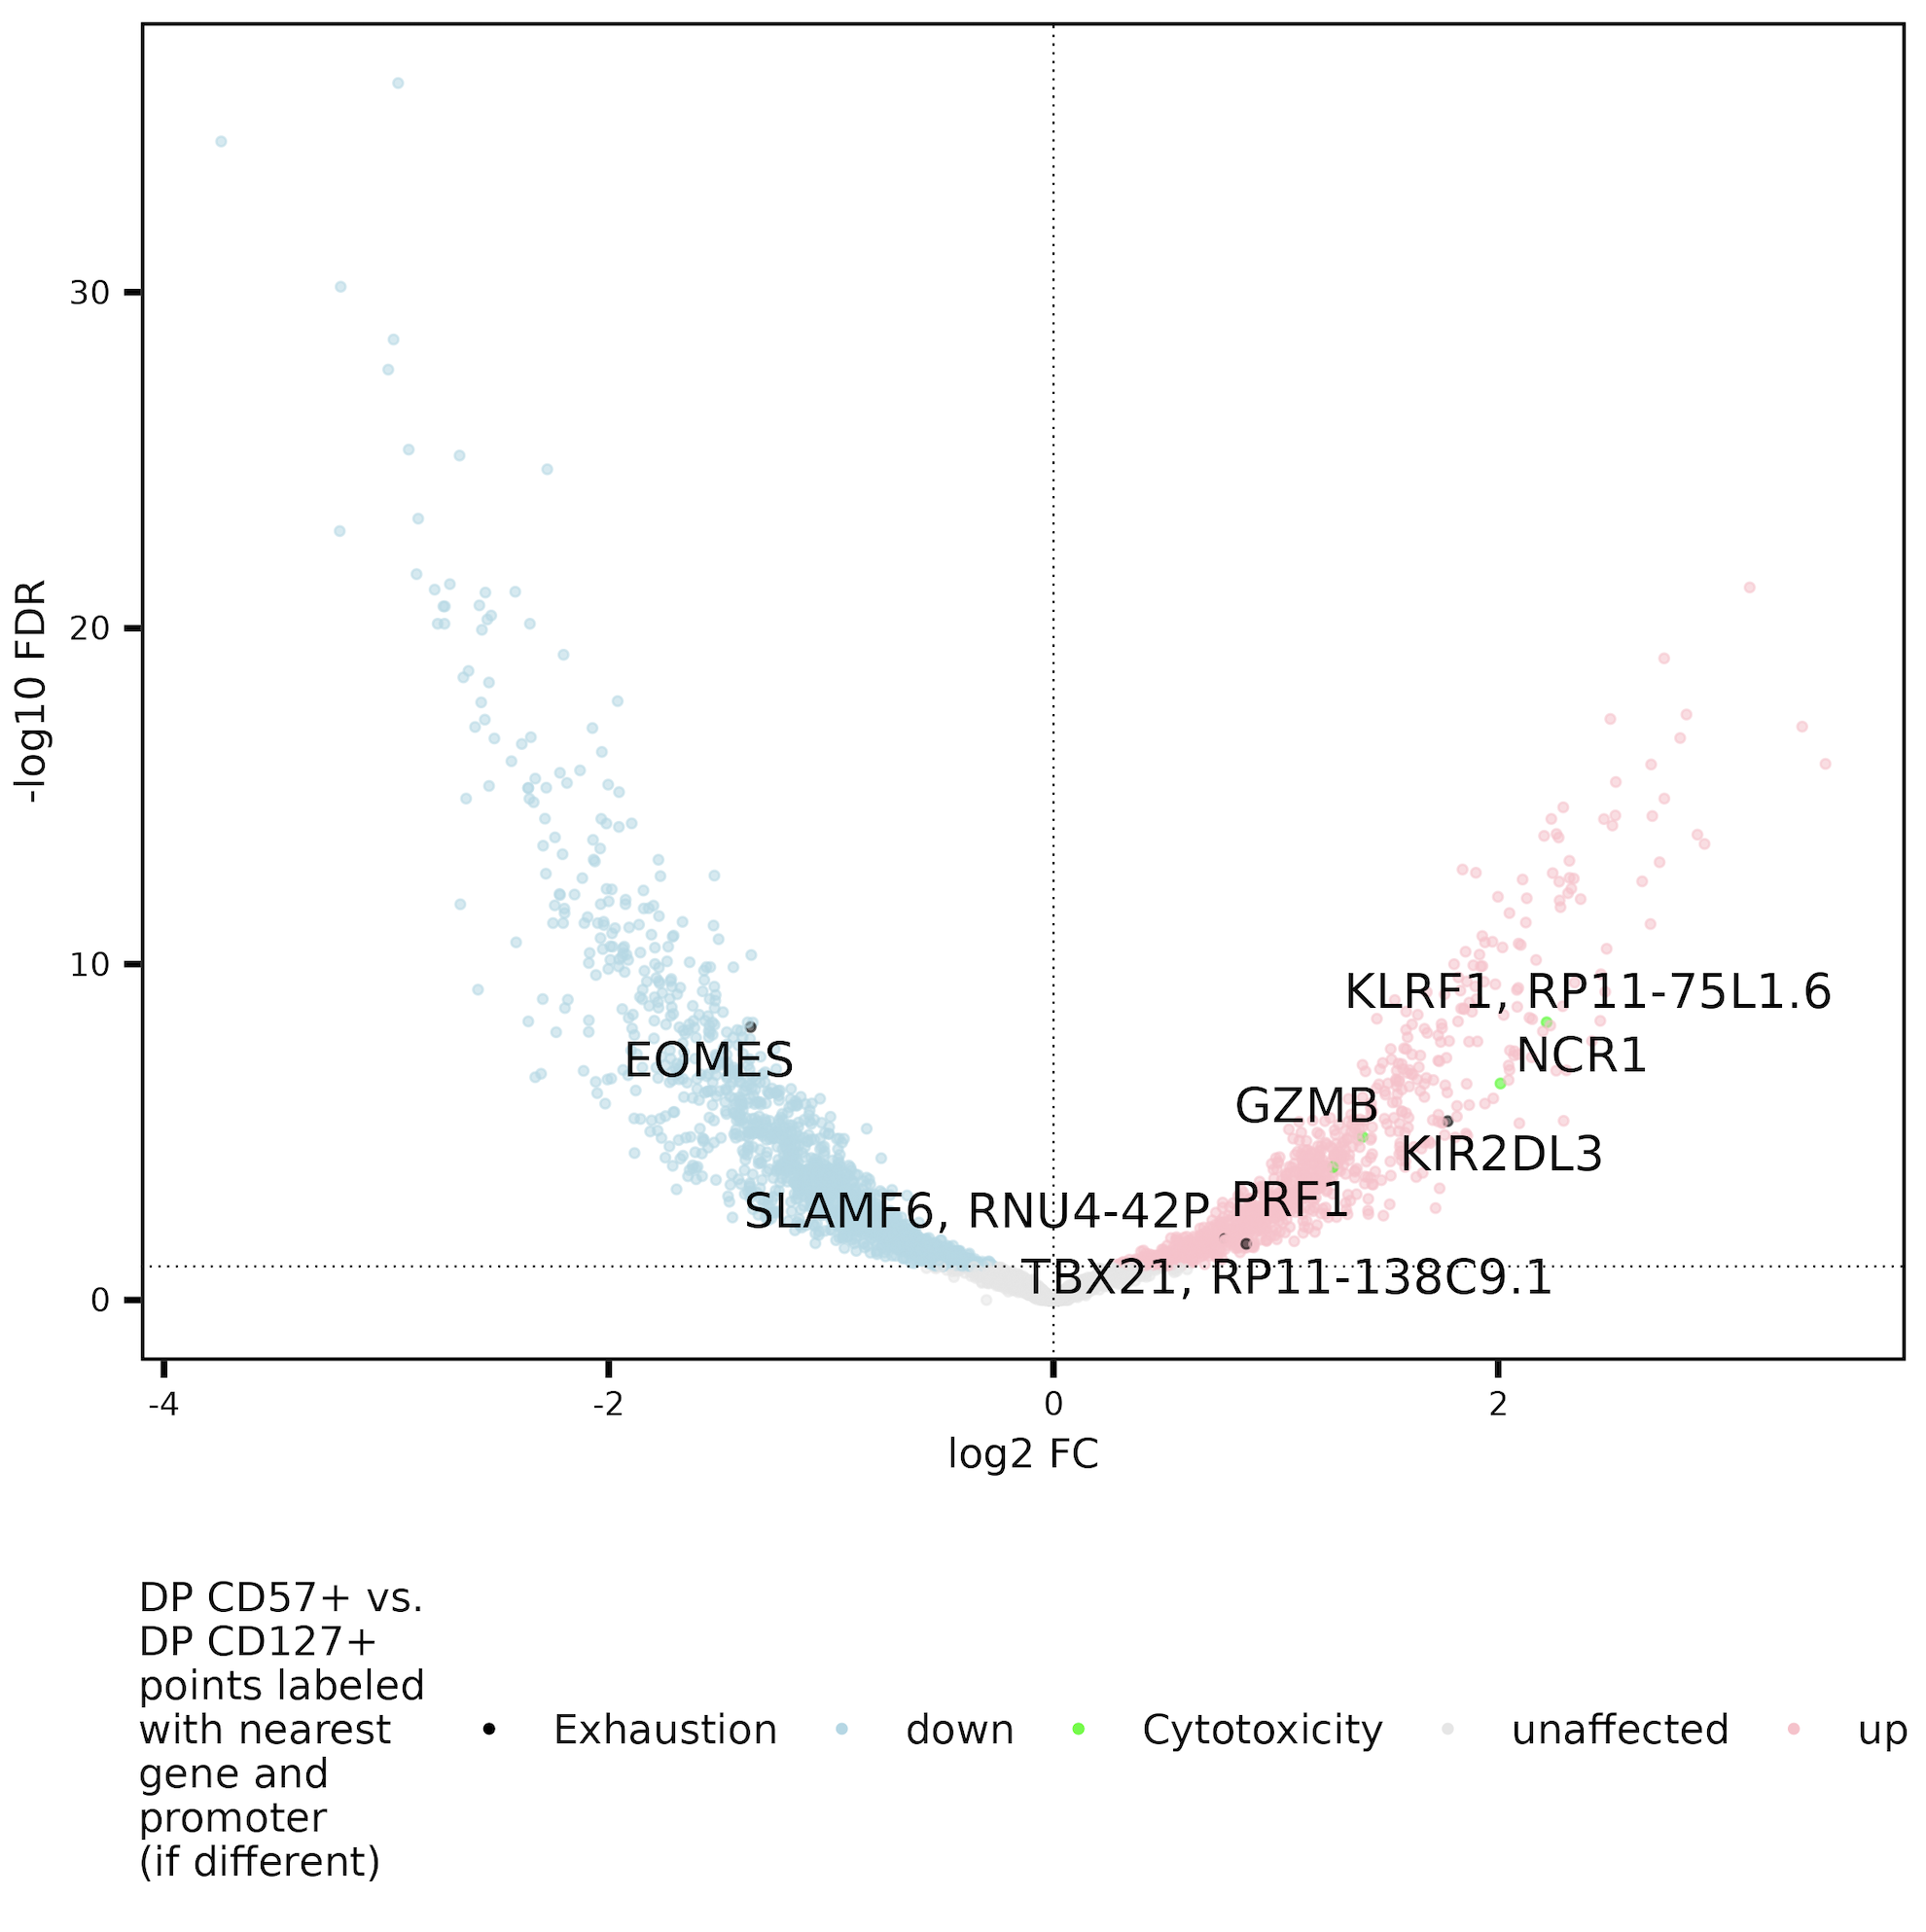 -log10 FDR
30
20
10
0
KLRF1, RP11-75L1.6
EOMES
NCR1
GZMB
KIR2DL3
PRF1
SLAMF6, RNU4-42P
TBX21, RP11-138C9.1
-4
-2
0
2
log2 FC
DP CD57+ vs.
DP CD127+
points labeled
with nearest
gene and
promoter
(if different)
Exhaustion
down
Cytotoxicity
unaffected
up